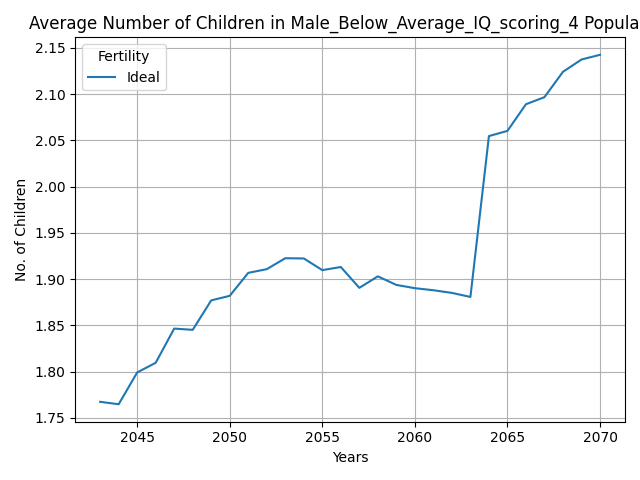 Average Number of Children in Male_Below_Average_IQ_scoring_4 Popula
Fertility
Ideal
2.15
2.10
2.05
2.00
1.95
1.90
1.85
1.80
1.75
No. of Children
2045 2050 2055 2060 2065 2070
Years